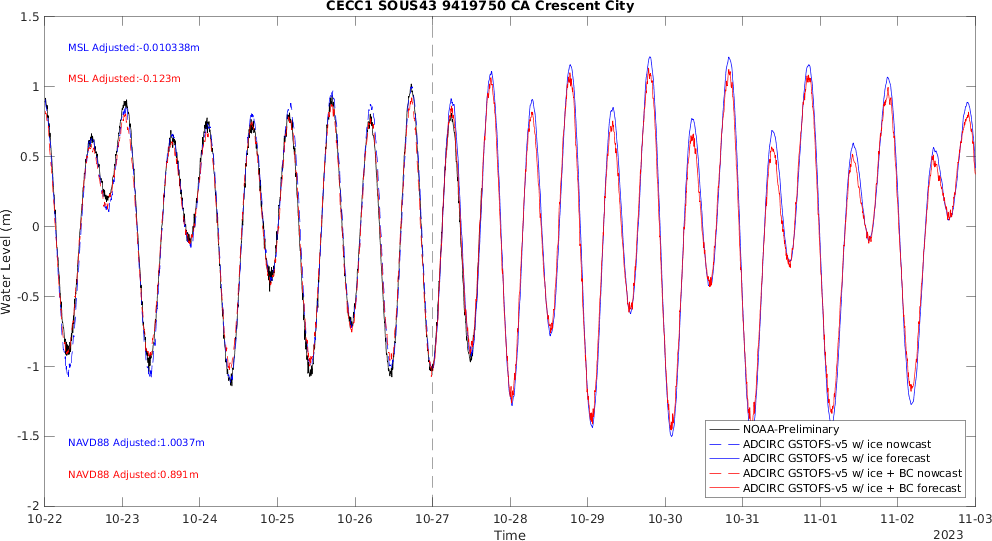 CECC1 SOUS43 9419750 CA Crescent City
1.5
1
0.5
0
-0.5
-1
-1.5
-2
Water Level (m)
MSL Adjusted:-0.010338m
MSL Adjusted:-0.123m
NAVD88 Adjusted:1.0037m
NAVD88 Adjusted:0.891m
NOAA-Preliminary
ADCIRC GSTOFS-v5 w/ ice nowcast
ADCIRC GSTOFS-v5 w/ ice forecast
ADCIRC GSTOFS-v5 w/ ice + BC nowcast
ADCIRC GSTOFS-v5 w/ ice + BC forecast
10-22 10-23 10-24 10-25 10-26 10-27 10-28 10-29 10-30 10-31 11-01 11-02 11-03
Time
2023